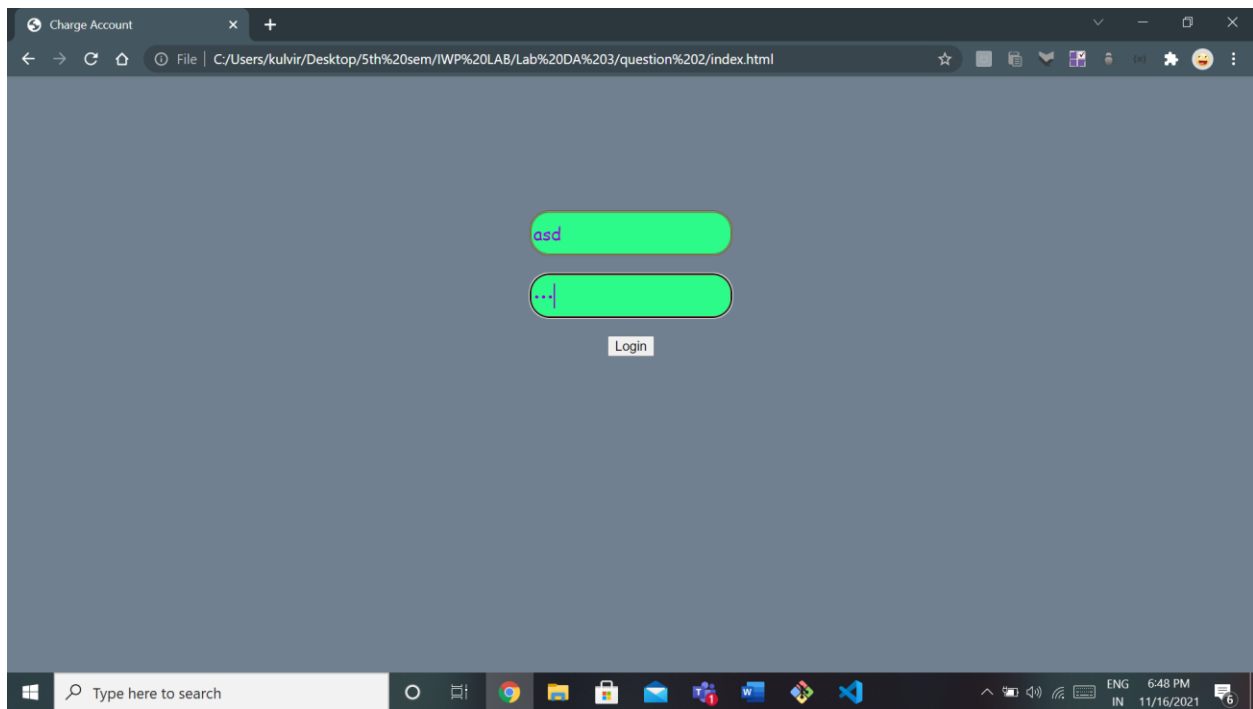 Charge Account
File | C:/Users/kulvir/Desktop/5th%20sem/IWP%20LAB/Lab%20DA%203/question%202/index.html
asd
•••
Login
Type here to search
ENG 6:48 PM
IN 11/16/2021
6